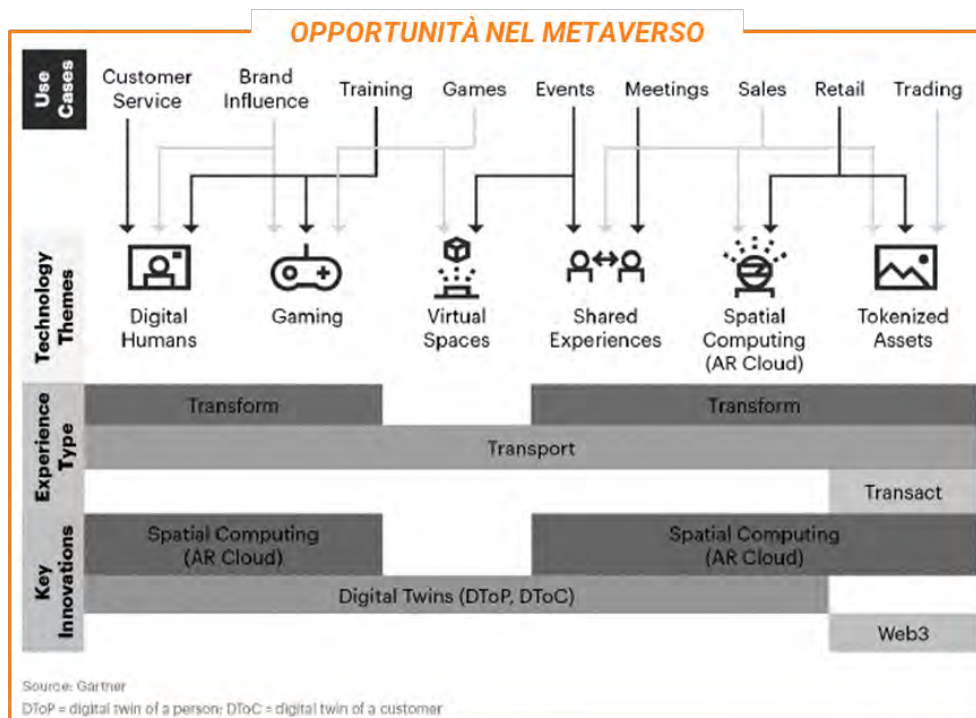 OPPORTUNITÀ NEL METAVERSO
Use
Cases
Customer
Service
Brand
Influence
Training
Games
Events
Meetings
Sales
Retail
Trading
Technology
Themes
Digital
Humans
Gaming
Virtual
Spaces
Shared
Experiences
Spatial
Computing
(AR Cloud)
Tokenized
Assets
Experience
Type
Transform
Transform
Transport
Transact
Key
Innovations
Spatial Computing
(AR Cloud)
Spatial Computing
(AR Cloud)
Digital Twins (DToP, DToC)
Web3
Source: Gartner
DToP = digital twin of a person; DToC = digital twin of a customer